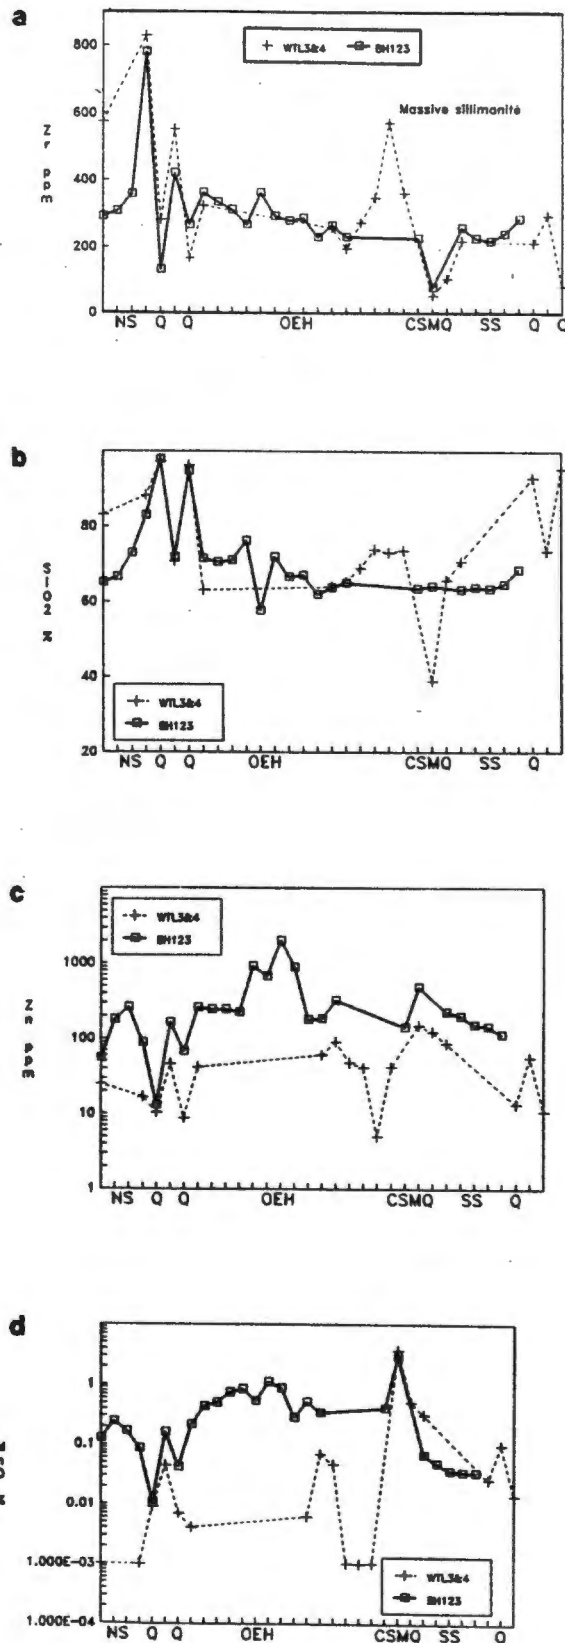 a
WTL3&4 BH123
Massive sillimanité
Zr ppm
800
600
400
200
0
NS Q Q OEH CSMQ SS Q Q
b
SIO2 %
80
60
40
20
WTL3&4
BH123
NS Q Q OEH CSMQ SS Q
c
WTL3&4
BH123
Zn ppm
1000
100
10
1
NS Q Q OEH CSMQ SS Q
d
%
1
0.1
0.01
1.000E-03
1.000E-04
WTL3&4
BH123
NS Q Q OEH CSMQ SS Q